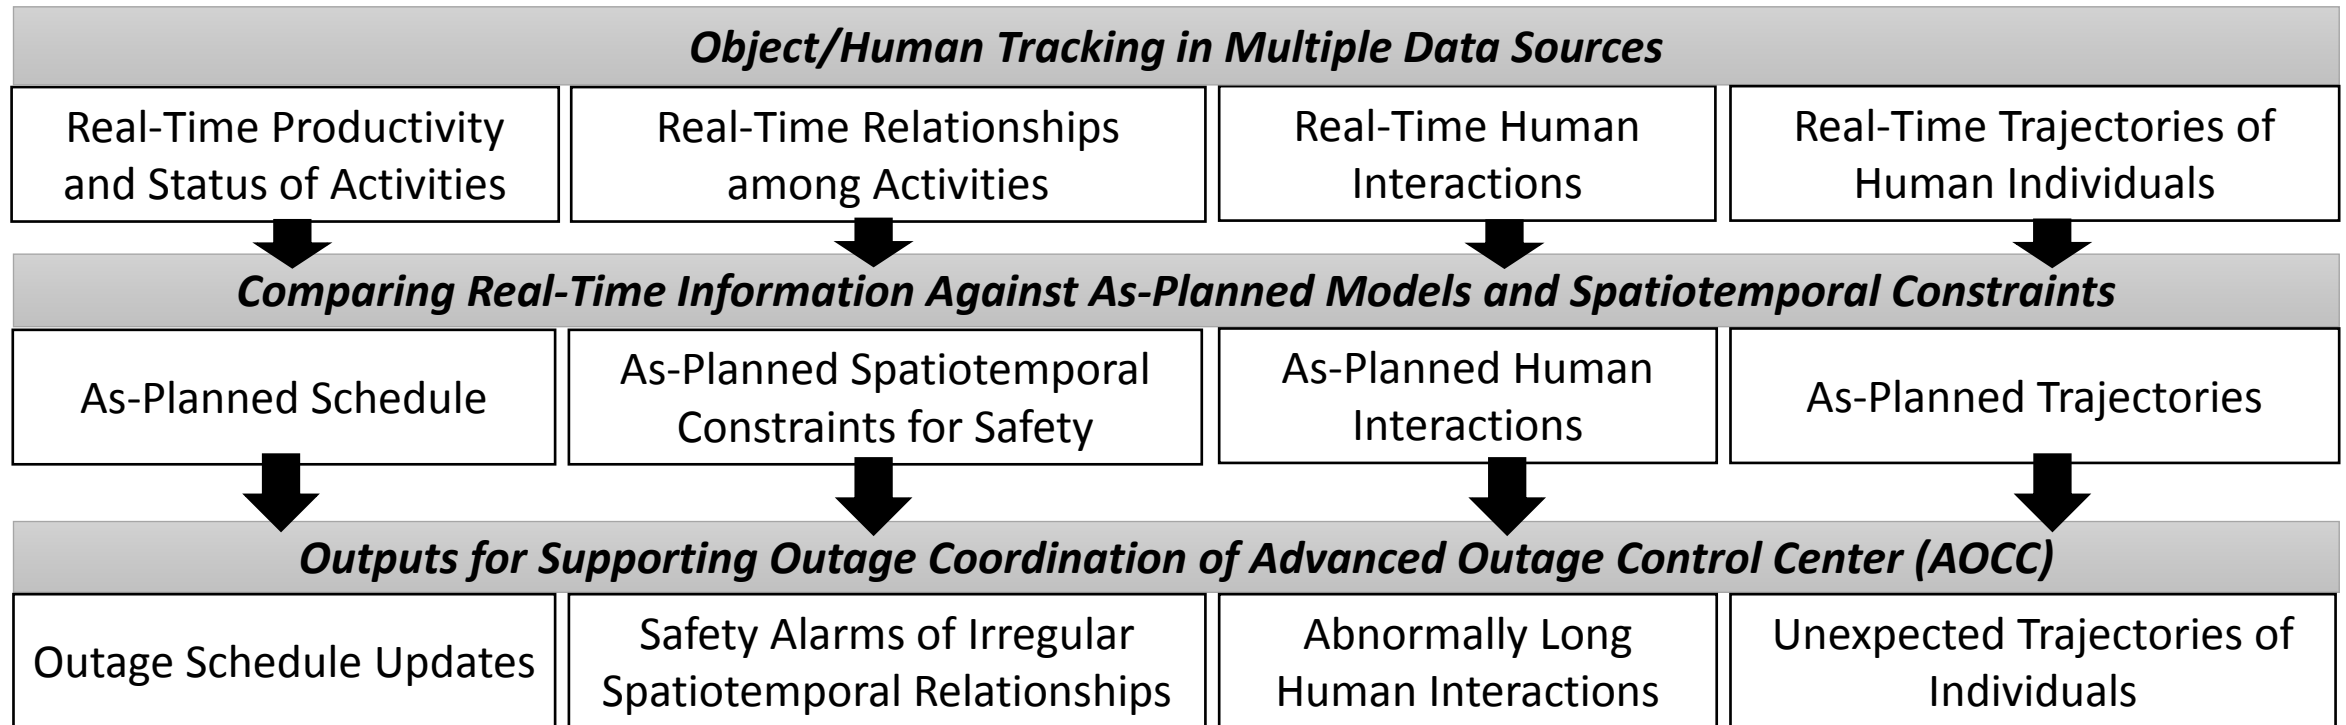 Object/Human Tracking in Multiple Data Sources
Real-Time Productivity
and Status of Activities
Real-Time Relationships
among Activities
Real-Time Human
Interactions
Real-Time Trajectories of
Human Individuals
Comparing Real-Time Information Against As-Planned Models and Spatiotemporal Constraints
As-Planned Schedule
As-Planned Spatiotemporal
Constraints for Safety
As-Planned Human
Interactions
As-Planned Trajectories
Outputs for Supporting Outage Coordination of Advanced Outage Control Center (AOCC)
Outage Schedule Updates
Safety Alarms of Irregular
Spatiotemporal Relationships
Abnormally Long
Human Interactions
Unexpected Trajectories of
Individuals